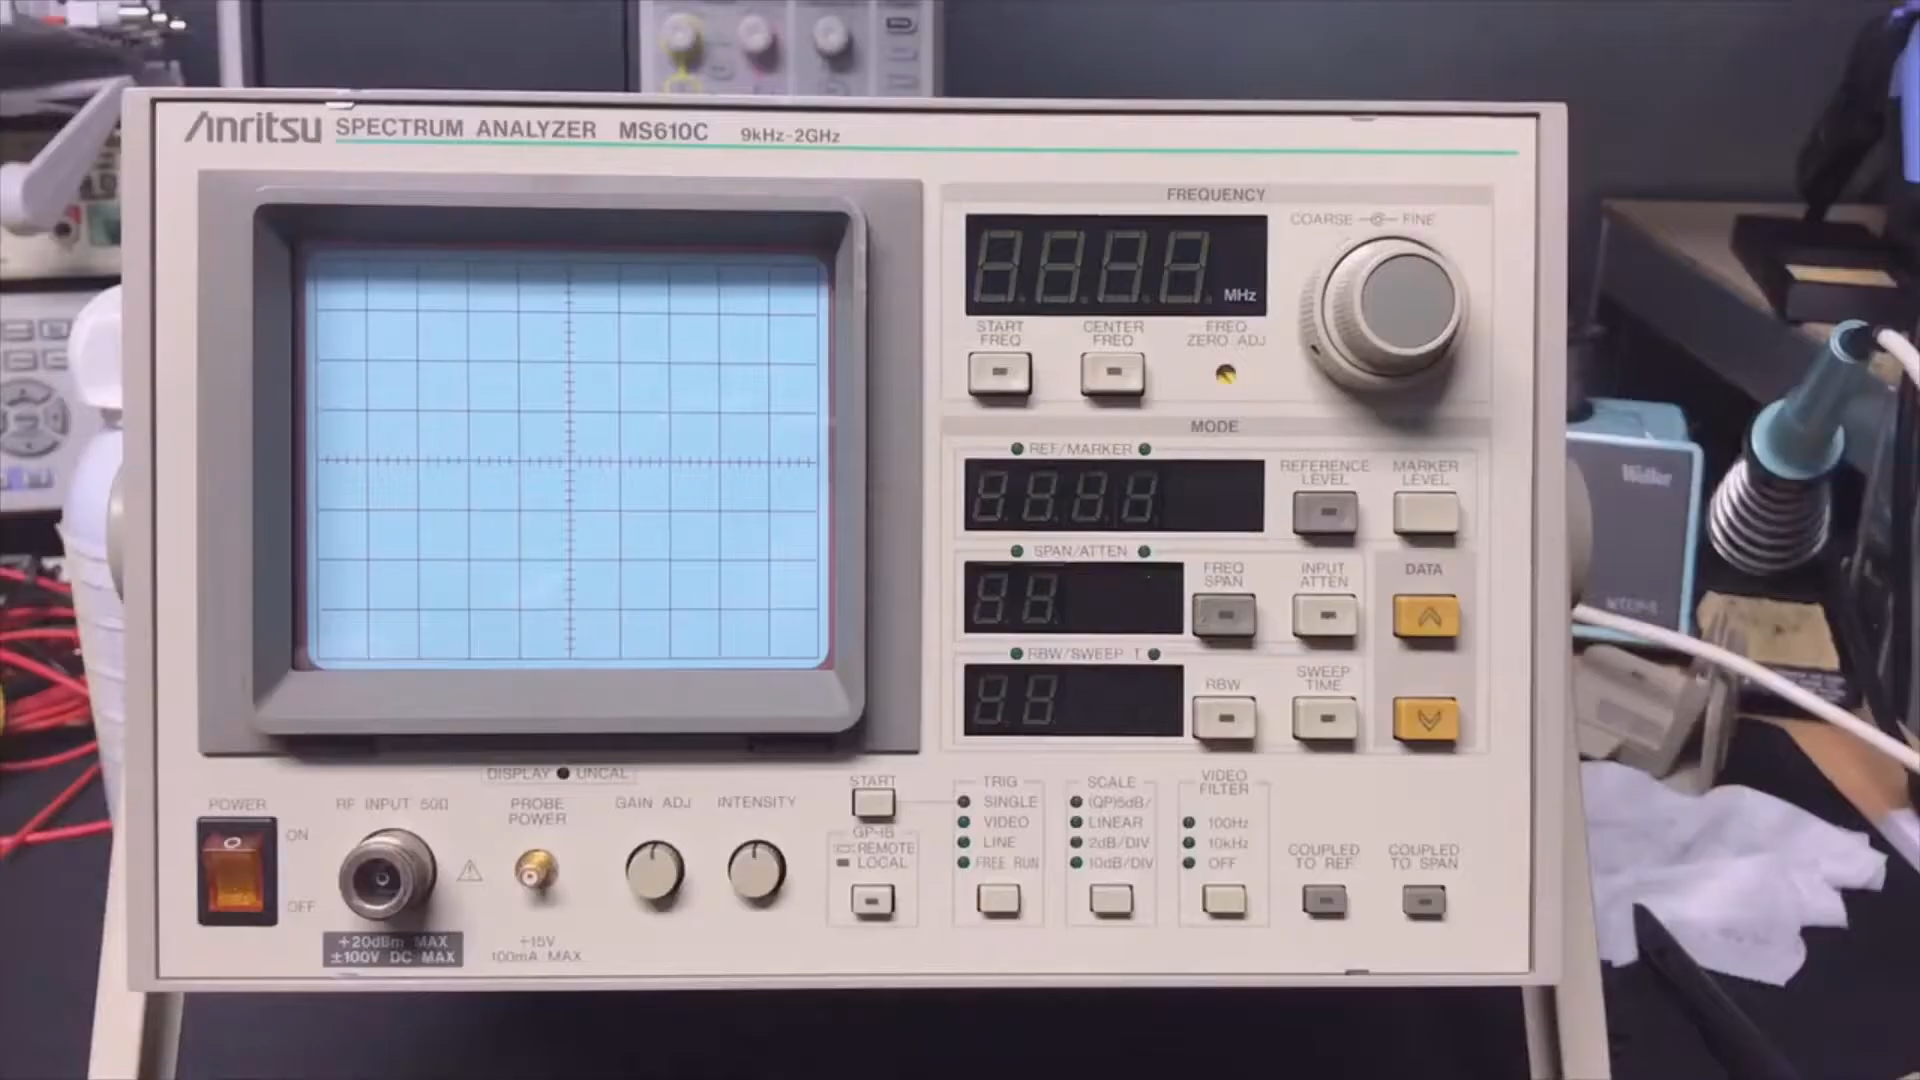 Anritsu SPECTRUM ANALYZER MS610C 9kHz-2GHz
FREQUENCY
COARSE FINE
MHz
START FREQ
CENTER FREQ
FREQ ZERO ADJ
MODE
REF/MARKER
REFERENCE LEVEL
MARKER LEVEL
SPAN/ATTEN
FREQ SPAN
INPUT ATTEN
DATA
RBW/SWEEP T
RBW
SWEEP TIME
DISPLAY UNCAL
POWER
ON
OFF
RF INPUT 50Ω
+20dBm MAX
±100V DC MAX
PROBE POWER
+15V
100mA MAX
GAIN ADJ
INTENSITY
START
GP-IB
REMOTE
LOCAL
TRIG
SINGLE
VIDEO
LINE
FREE RUN
SCALE
(QP)5dB/
LINEAR
2dB/DIV
10dB/DIV
VIDEO FILTER
100Hz
10kHz
OFF
COUPLED TO REF
COUPLED TO SPAN
Weller